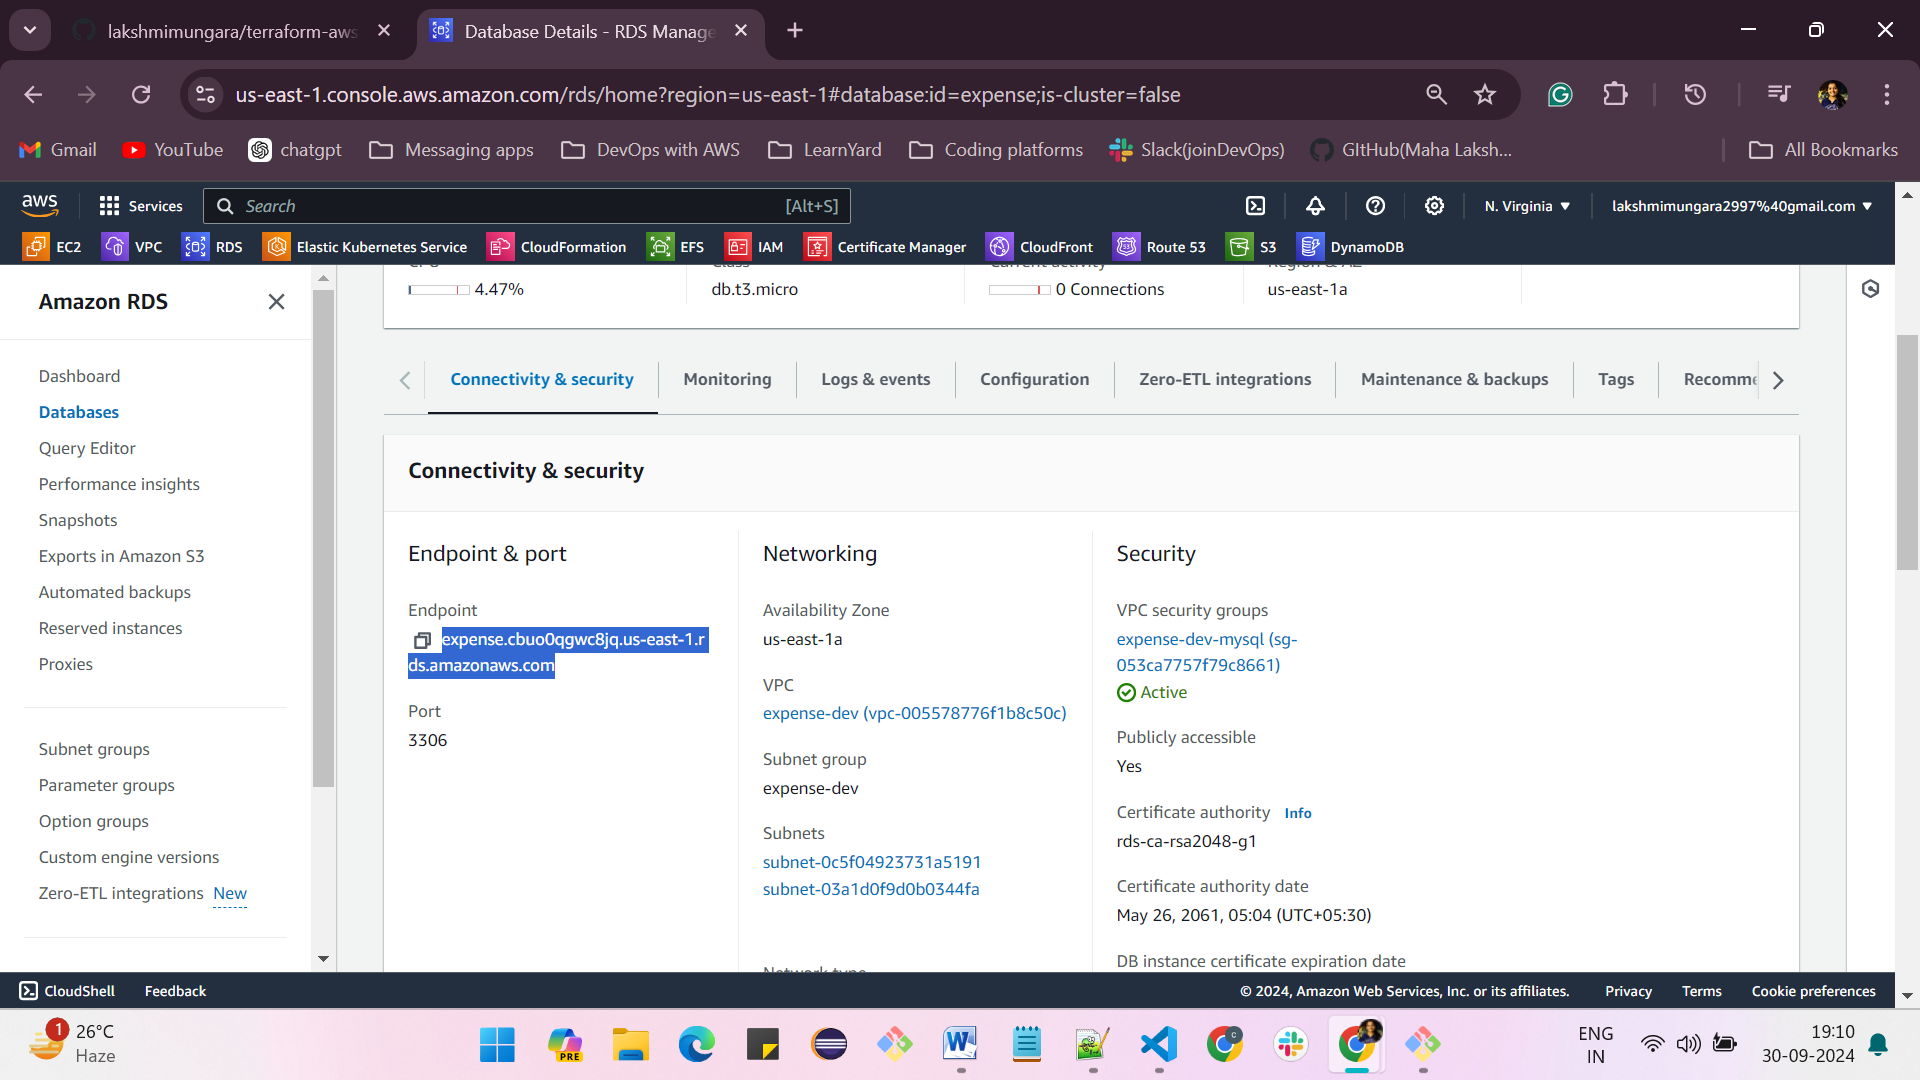 lakshmimungara/terraform-aws
Database Details - RDS Manage
us-east-1.console.aws.amazon.com/rds/home?region=us-east-1#database:id=expense;is-cluster=false
Gmail
YouTube
chatgpt
Messaging apps
DevOps with AWS
LearnYard
Coding platforms
Slack(joinDevOps)
GItHub(Maha Laksh...
All Bookmarks
aws
Services
Search
[Alt+S]
N. Virginia
lakshmimungara2997%40gmail.com
EC2
VPC
RDS
Elastic Kubernetes Service
CloudFormation
EFS
IAM
Certificate Manager
CloudFront
Route 53
S3
DynamoDB
Amazon RDS
Dashboard
Databases
Query Editor
Performance insights
Snapshots
Exports in Amazon S3
Automated backups
Reserved instances
Proxies
Subnet groups
Parameter groups
Option groups
Custom engine versions
Zero-ETL integrations New
CPU
4.47%
Class
db.t3.micro
Current activity
0 Connections
Region & AZ
us-east-1a
Connectivity & security
Monitoring
Logs & events
Configuration
Zero-ETL integrations
Maintenance & backups
Tags
Recomme
Connectivity & security
Endpoint & port
Endpoint
expense.cbuo0qgwc8jq.us-east-1.r
ds.amazonaws.com
Port
3306
Networking
Availability Zone
us-east-1a
VPC
expense-dev (vpc-005578776f1b8c50c)
Subnet group
expense-dev
Subnets
subnet-0c5f04923731a5191
subnet-03a1d0f9d0b0344fa
Network type
Security
VPC security groups
expense-dev-mysql (sg-
053ca7757f79c8661)
Active
Publicly accessible
Yes
Certificate authority Info
rds-ca-rsa2048-g1
Certificate authority date
May 26, 2061, 05:04 (UTC+05:30)
DB instance certificate expiration date
CloudShell
Feedback
© 2024, Amazon Web Services, Inc. or its affiliates.
Privacy
Terms
Cookie preferences
1
26°C
Haze
PRE
ENG
IN
19:10
30-09-2024